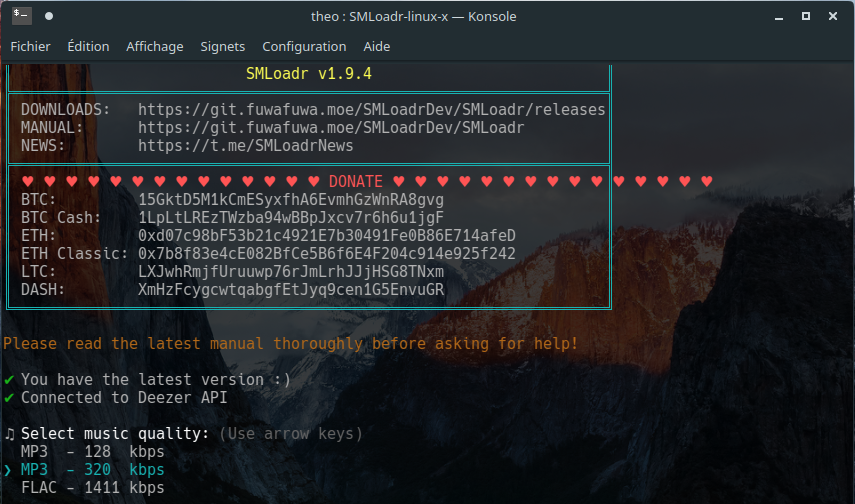 theo : SMLoadr-linux-x — Konsole
Fichier Édition Affichage Signets Configuration Aide
SMLoadr v1.9.4
DOWNLOADS: https://git.fuwafuwa.moe/SMLoadrDev/SMLoadr/releases
MANUAL: https://git.fuwafuwa.moe/SMLoadrDev/SMLoadr
NEWS: https://t.me/SMLoadrNews
♥ ♥ ♥ ♥ ♥ ♥ ♥ ♥ ♥ ♥ ♥ ♥ ♥ ♥ DONATE ♥ ♥ ♥ ♥ ♥ ♥ ♥ ♥ ♥ ♥ ♥ ♥ ♥ ♥ ♥
BTC: 15GktD5M1kCmESyxfhA6EvmhGzWnRA8gvg
BTC Cash: 1LpLtLREzTWzba94wBBpJxcv7r6h6u1jgF
ETH: 0xd07c98bF53b21c4921E7b30491Fe0B86E714afeD
ETH Classic: 0x7b8f83e4cE082BfCe5B6f6E4F204c914e925f242
LTC: LXJwhRmjfUruuwp76rJmLrhJJjHSG8TNxm
DASH: XmHzFcygcwtqabgfEtJyq9cen1G5EnvuGR
Please read the latest manual thoroughly before asking for help!
✔ You have the latest version :)
✔ Connected to Deezer API
♫ Select music quality: (Use arrow keys)
MP3 - 128 kbps
❯ MP3 - 320 kbps
FLAC - 1411 kbps